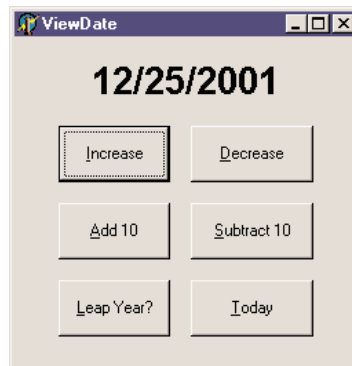 ViewDate
12/25/2001
Increase Decrease
Add 10 Subtract 10
Leap Year? Today